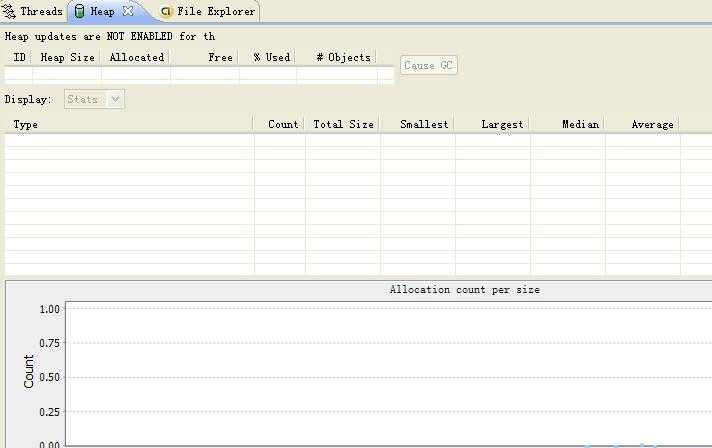 Threads Heap File Explorer
Heap updates are NOT ENABLED for th
ID Heap Size Allocated Free % Used # Objects
Cause GC
Display: Stats
Type Count Total Size Smallest Largest Median Average
Allocation count per size
1.00
0.75
0.50
0.25
0.00
Count